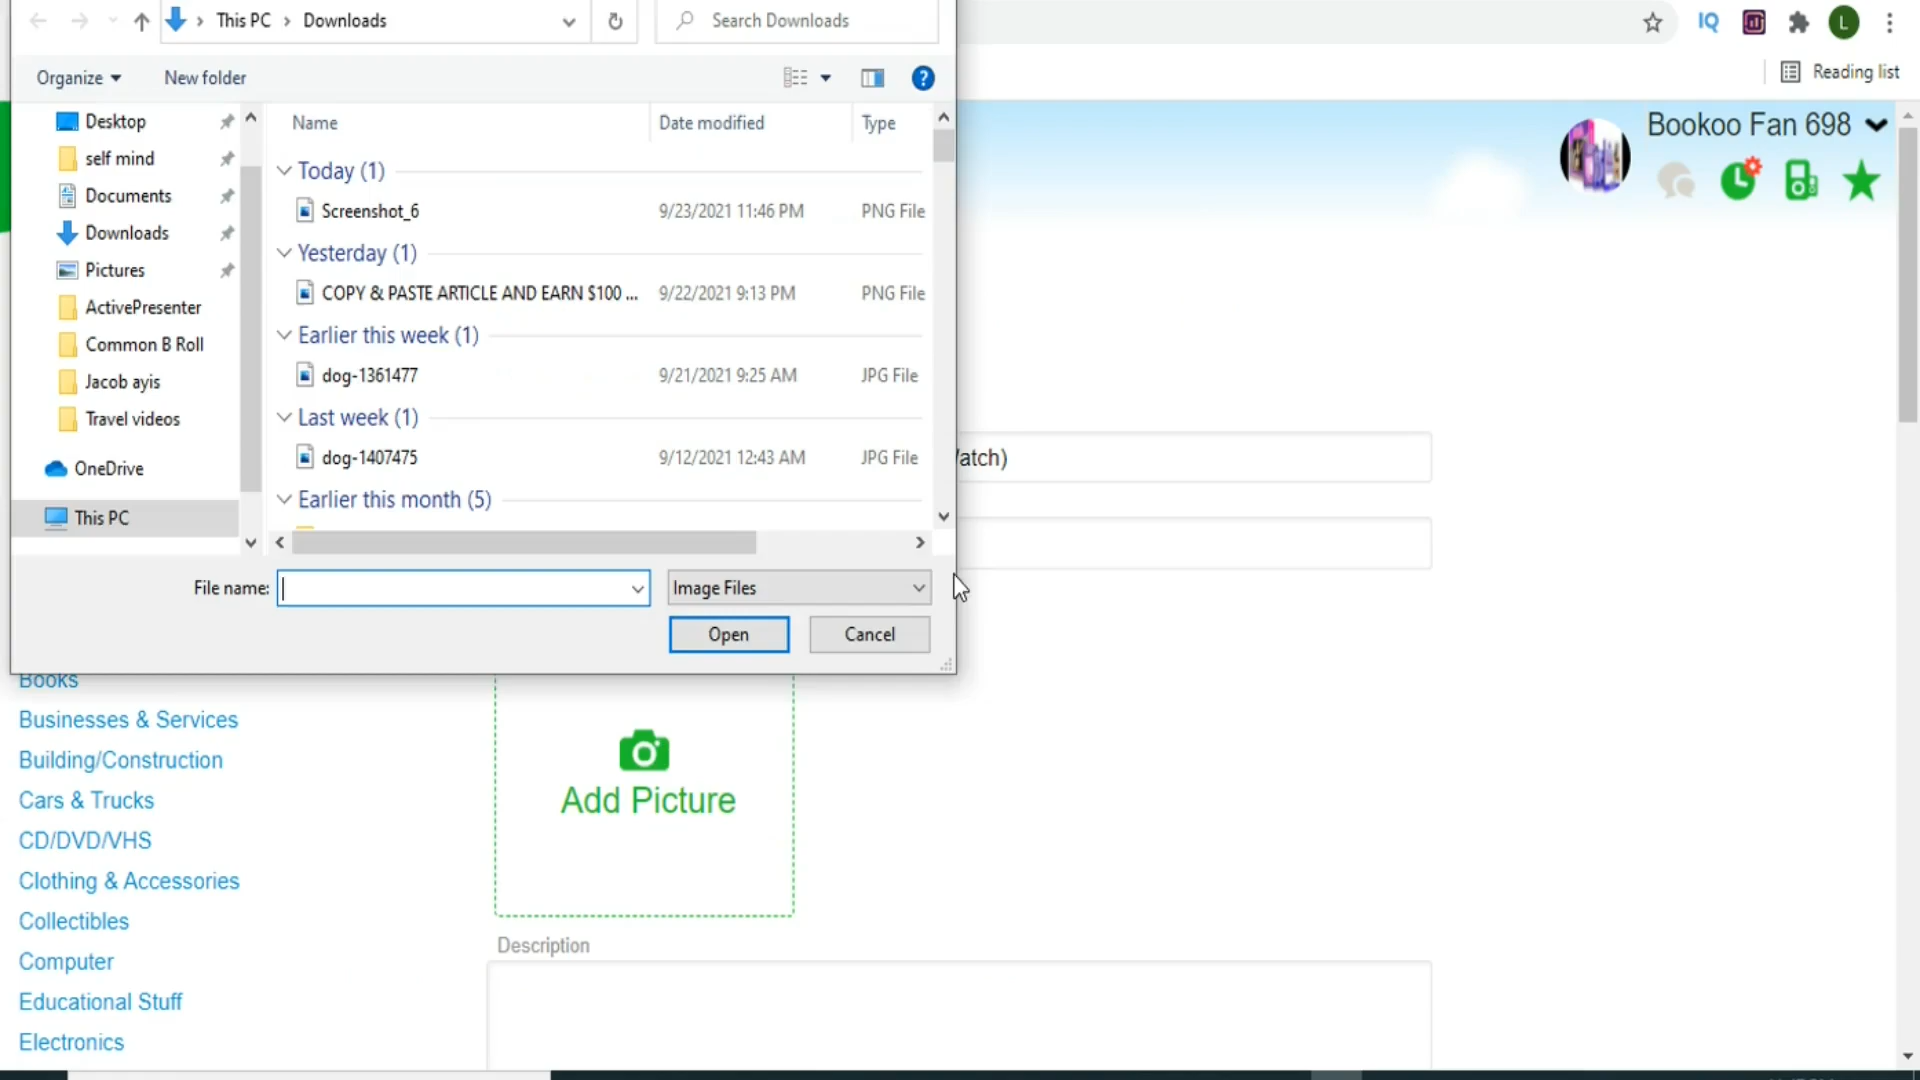 This PC > Downloads
Search Downloads
IQ
L
Organize
New folder
?
Reading list
Desktop
self mind
Documents
Downloads
Pictures
ActivePresenter
Common B Roll
Jacob ayis
Travel videos
OneDrive
This PC
Name Date modified Type
Today (1)
Screenshot_6 9/23/2021 11:46 PM PNG File
Yesterday (1)
COPY & PASTE ARTICLE AND EARN $100 ... 9/22/2021 9:13 PM PNG File
Earlier this week (1)
dog-1361477 9/21/2021 9:25 AM JPG File
Last week (1)
dog-1407475 9/12/2021 12:43 AM JPG File
Earlier this month (5)
File name:
Image Files
Open
Cancel
Bookoo Fan 698
atch)
Books
Businesses & Services
Building/Construction
Cars & Trucks
CD/DVD/VHS
Clothing & Accessories
Collectibles
Computer
Educational Stuff
Electronics
Add Picture
Description